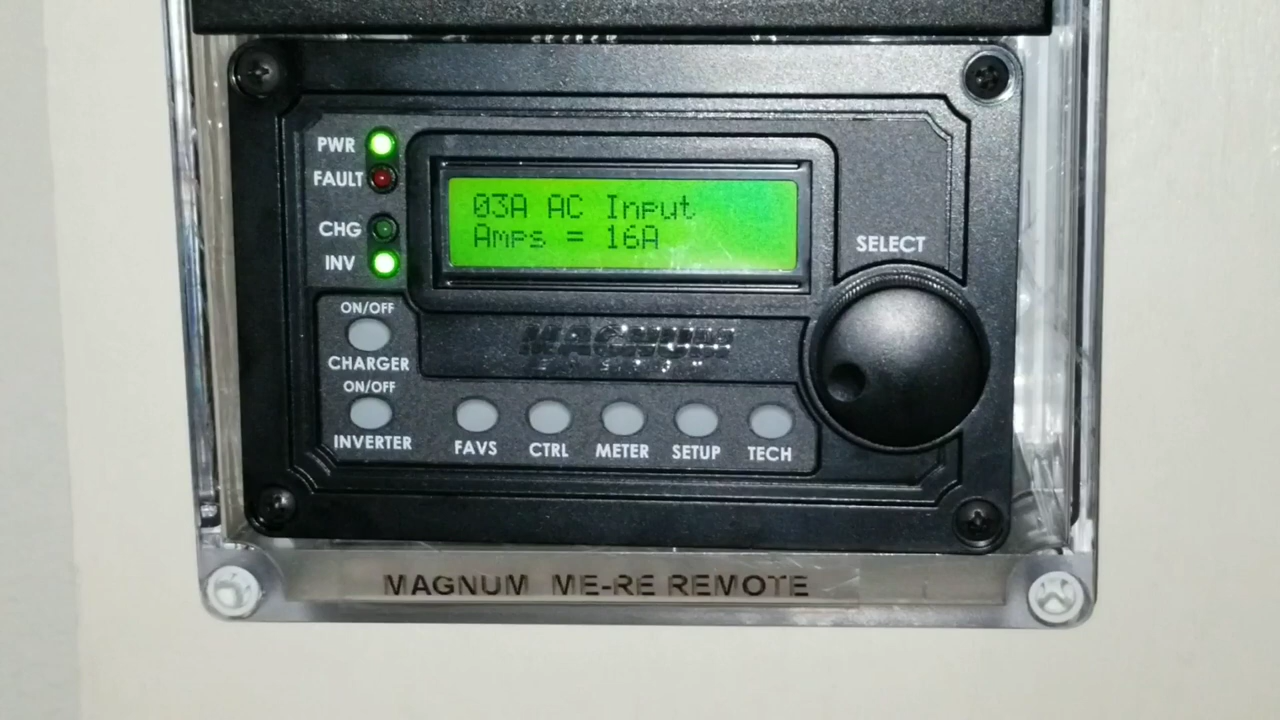 PWR
FAULT
CHG
INV
03A AC Input
Amps = 16A
SELECT
ON/OFF
CHARGER
ON/OFF
INVERTER
MAGNUM
FAVS
CTRL
METER
SETUP
TECH
MAGNUM ME-RE REMOTE